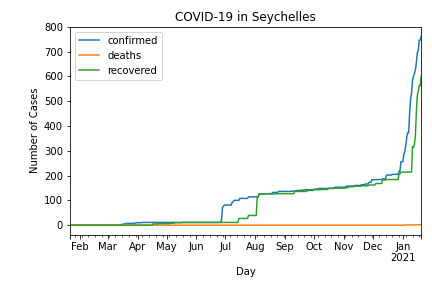 COVID-19 in Seychelles
confirmed
deaths
recovered
Number of Cases
800
700
600
500
400
300
200
100
0
Feb Mar Apr May Jun Jul Aug Sep Oct Nov Dec Jan
2021
Day